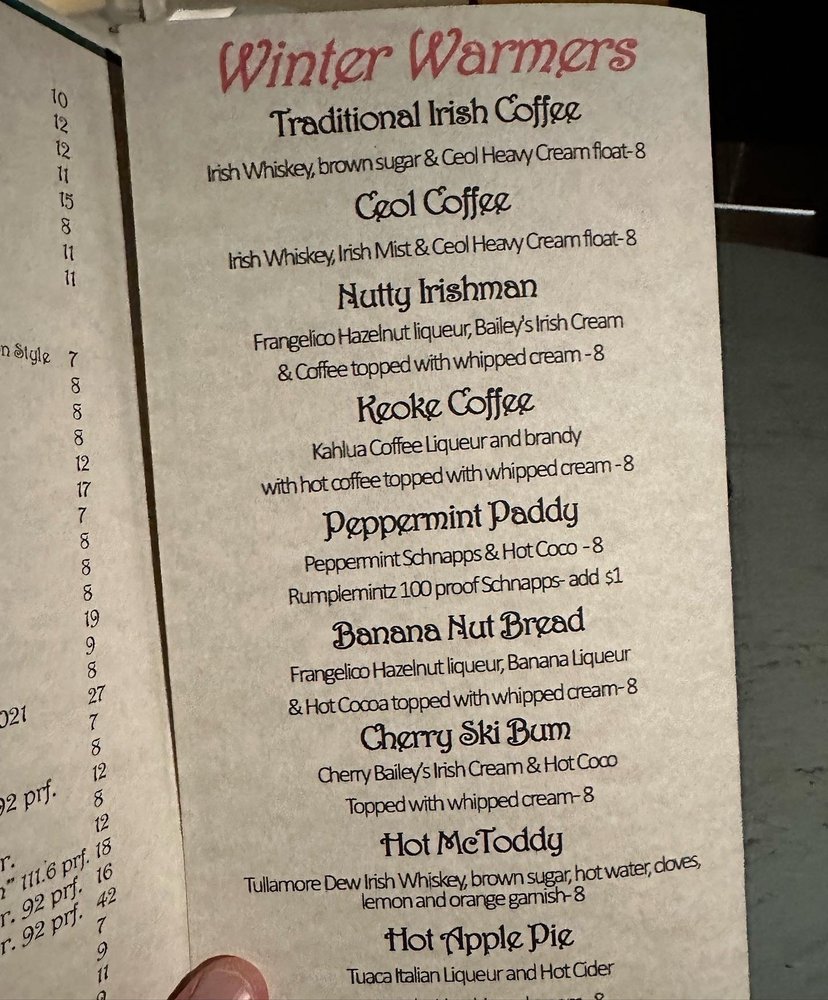 10
12
12
11
15
8
11
11
n Style 7
8
8
8
12
17
7
8
8
8
19
9
8
27
021 7
8
12
92 prf. 8
12
r. 18
" 111.6 prf. 16
r. 92 prf. 42
r. 92 prf. 7
9
11
Winter Warmers
Traditional Irish Coffee
Irish Whiskey, brown sugar & Ceol Heavy Cream float- 8
Ceol Coffee
Irish Whiskey, Irish Mist & Ceol Heavy Cream float- 8
Nutty Irishman
Frangelico Hazelnut liqueur, Bailey's Irish Cream
& Coffee topped with whipped cream - 8
Keoke Coffee
Kahlua Coffee Liqueur and brandy
with hot coffee topped with whipped cream - 8
Peppermint Paddy
Peppermint Schnapps & Hot Coco - 8
Rumplemintz 100 proof Schnapps- add $1
Banana Nut Bread
Frangelico Hazelnut liqueur, Banana Liqueur
& Hot Cocoa topped with whipped cream- 8
Cherry Ski Bum
Cherry Bailey's Irish Cream & Hot Coco
Topped with whipped cream- 8
Hot McToddy
Tullamore Dew Irish Whiskey, brown sugar, hot water, cloves,
lemon and orange garnish- 8
Hot Apple Pie
Tuaca Italian Liqueur and Hot Cider